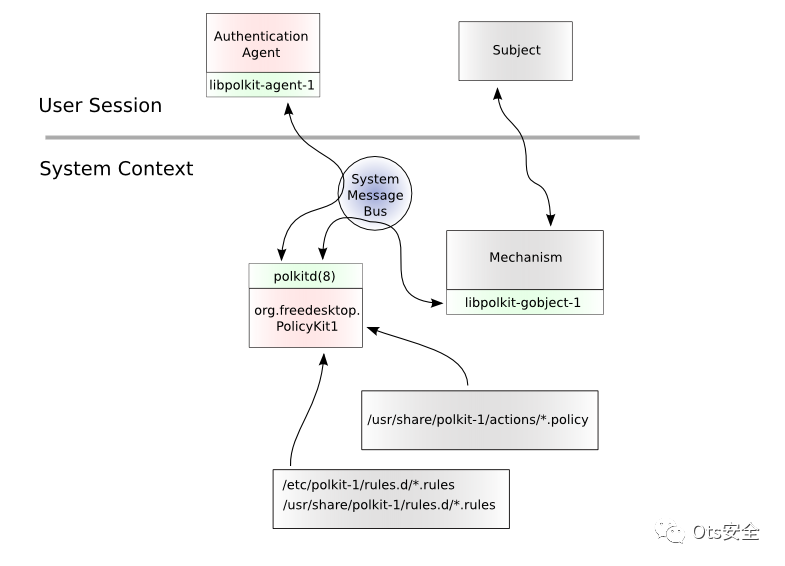 Authentication
Agent
libpolkit-agent-1
Subject
User Session
System Context
System
Message
Bus
polkitd(8)
org.freedesktop.
PolicyKit1
Mechanism
libpolkit-gobject-1
/usr/share/polkit-1/actions/*.policy
/etc/polkit-1/rules.d/*.rules
/usr/share/polkit-1/rules.d/*.rules
Ots安全